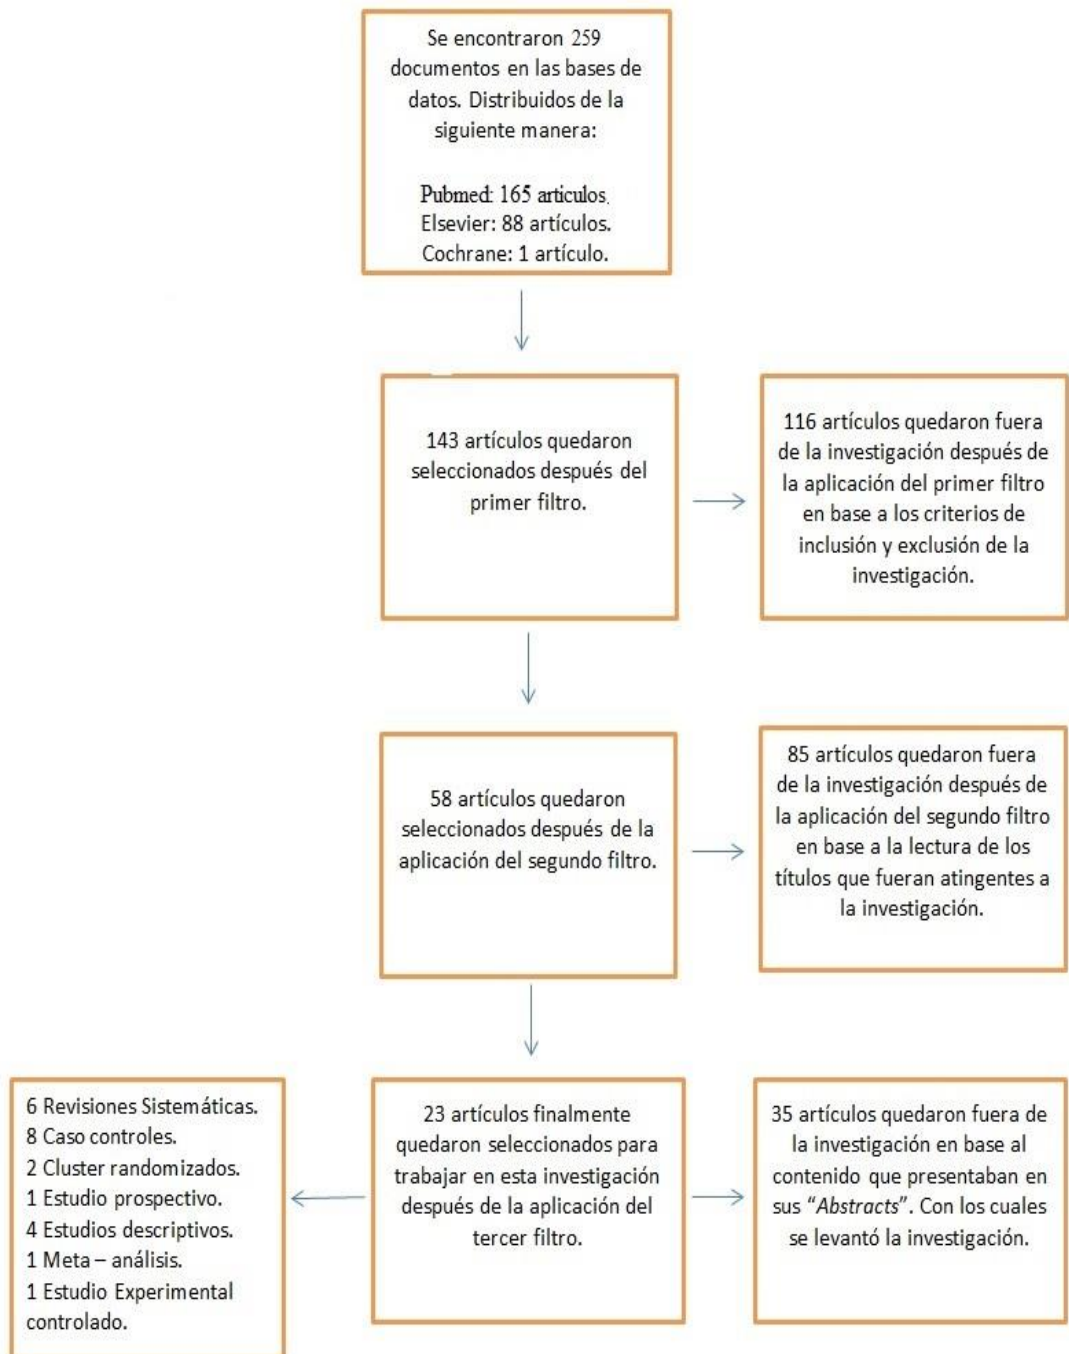 Se encontraron 259
documentos en las bases de
datos. Distribuidos de la
siguiente manera:
Pubmed: 165 articulos.
Elsevier: 88 artículos.
Cochrane: 1 artículo.
143 artículos quedaron
seleccionados después del
primer filtro.
116 artículos quedaron fuera
de la investigación después de
la aplicación del primer filtro
en base a los criterios de
inclusión y exclusión de la
investigación.
58 artículos quedaron
seleccionados después de la
aplicación del segundo filtro.
85 artículos quedaron fuera
de la investigación después de
la aplicación del segundo filtro
en base a la lectura de los
títulos que fueran atingentes a
la investigación.
6 Revisiones Sistemáticas.
8 Caso controles.
2 Cluster randomizados.
1 Estudio prospectivo.
4 Estudios descriptivos.
1 Meta – análisis.
1 Estudio Experimental
controlado.
23 artículos finalmente
quedaron seleccionados para
trabajar en esta investigación
después de la aplicación del
tercer filtro.
35 artículos quedaron fuera de
la investigación en base al
contenido que presentaban en
sus “Abstracts”. Con los cuales
se levantó la investigación.